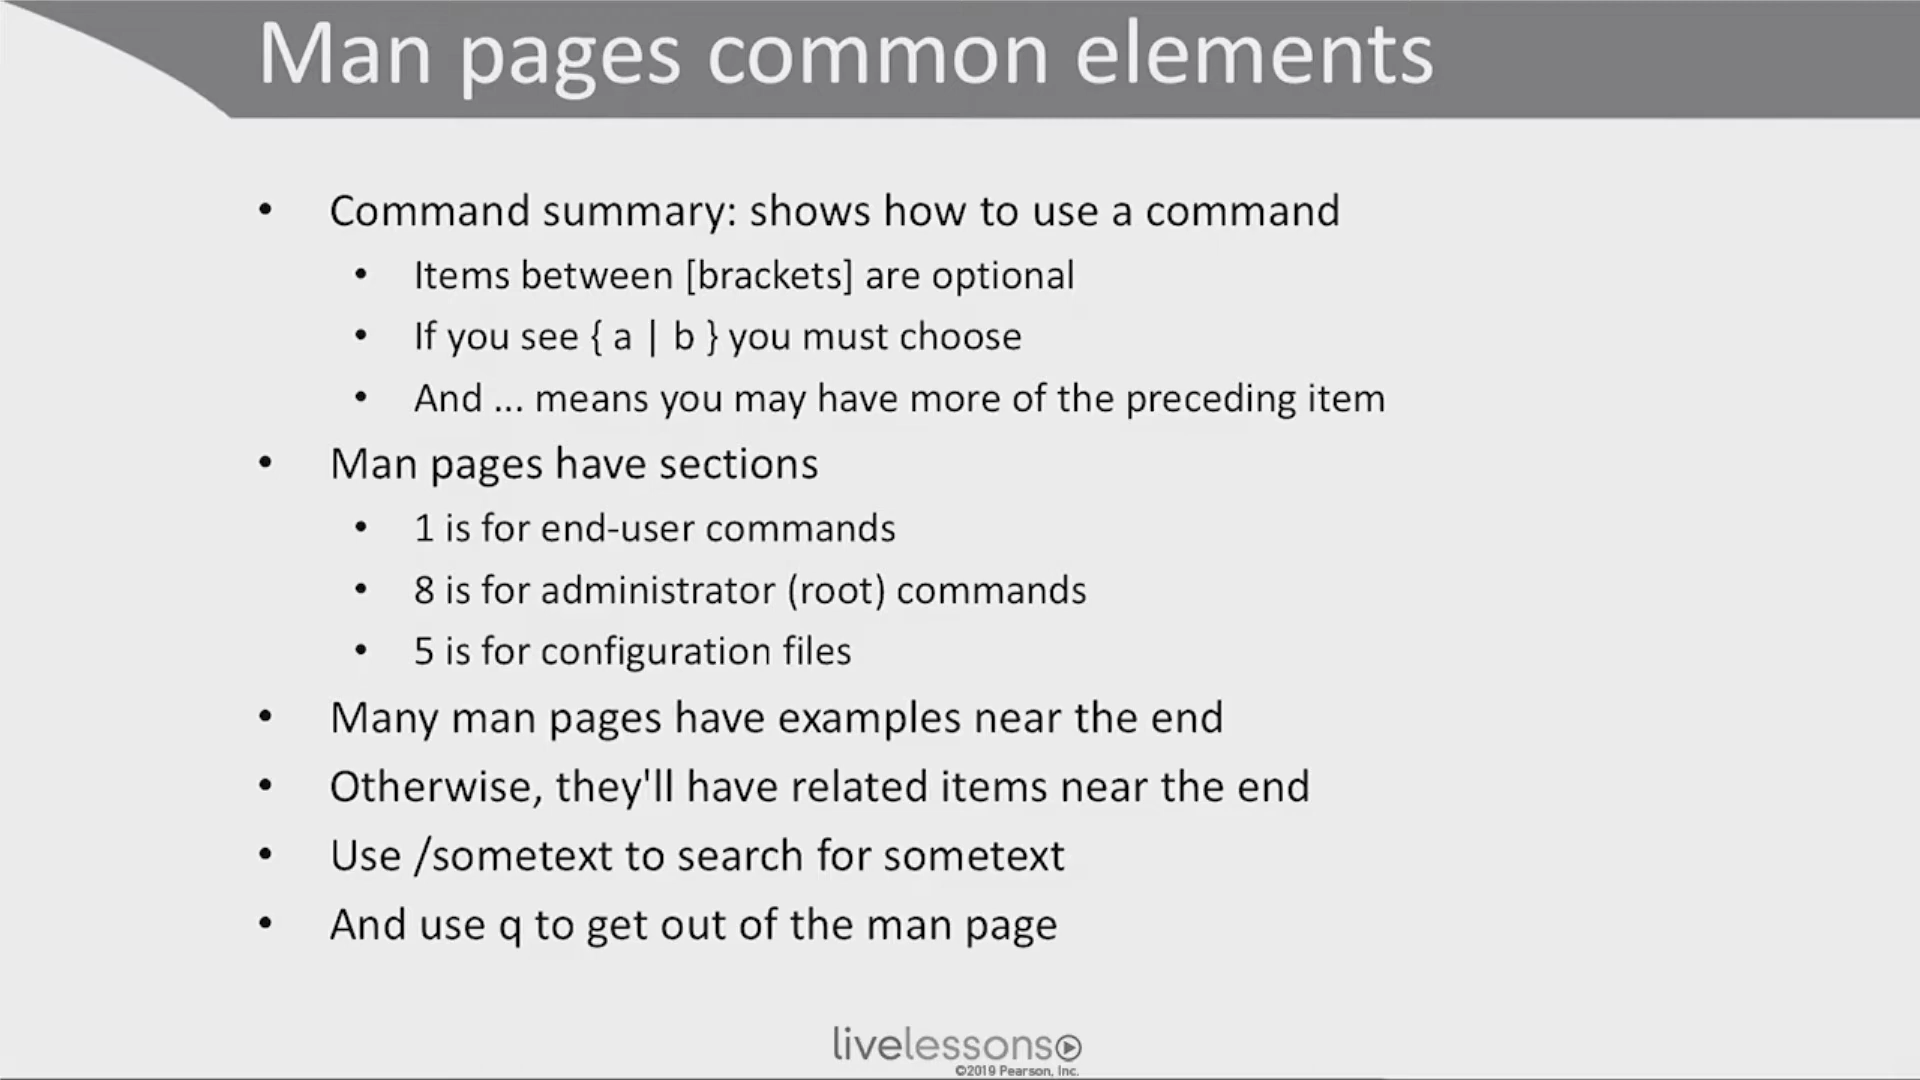 Man pages common elements
• Command summary: shows how to use a command
• Items between [brackets] are optional
• If you see { a | b } you must choose
• And ... means you may have more of the preceding item
• Man pages have sections
• 1 is for end-user commands
• 8 is for administrator (root) commands
• 5 is for configuration files
• Many man pages have examples near the end
• Otherwise, they'll have related items near the end
• Use /sometext to search for sometext
• And use q to get out of the man page
livelessons
©2019 Pearson, Inc.